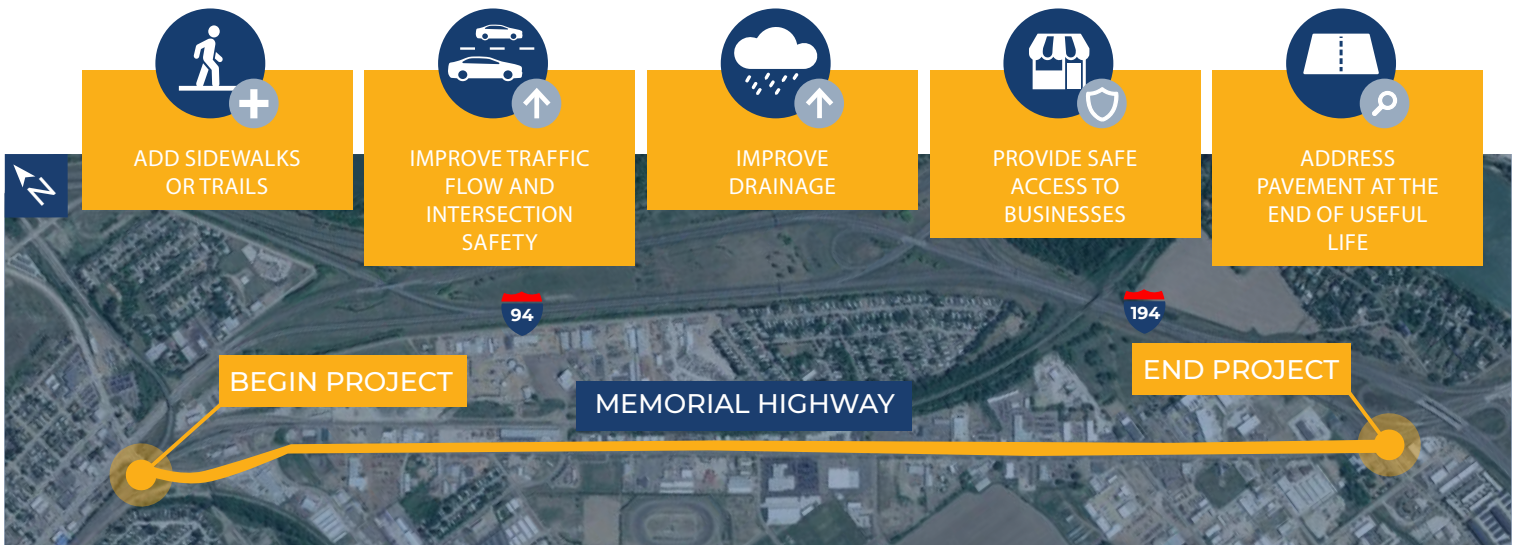 ADD SIDEWALKS
OR TRAILS
IMPROVE TRAFFIC
FLOW AND
INTERSECTION
SAFETY
IMPROVE
DRAINAGE
PROVIDE SAFE
ACCESS TO
BUSINESSES
ADDRESS
PAVEMENT AT THE
END OF USEFUL
LIFE
N
94
194
BEGIN PROJECT
MEMORIAL HIGHWAY
END PROJECT